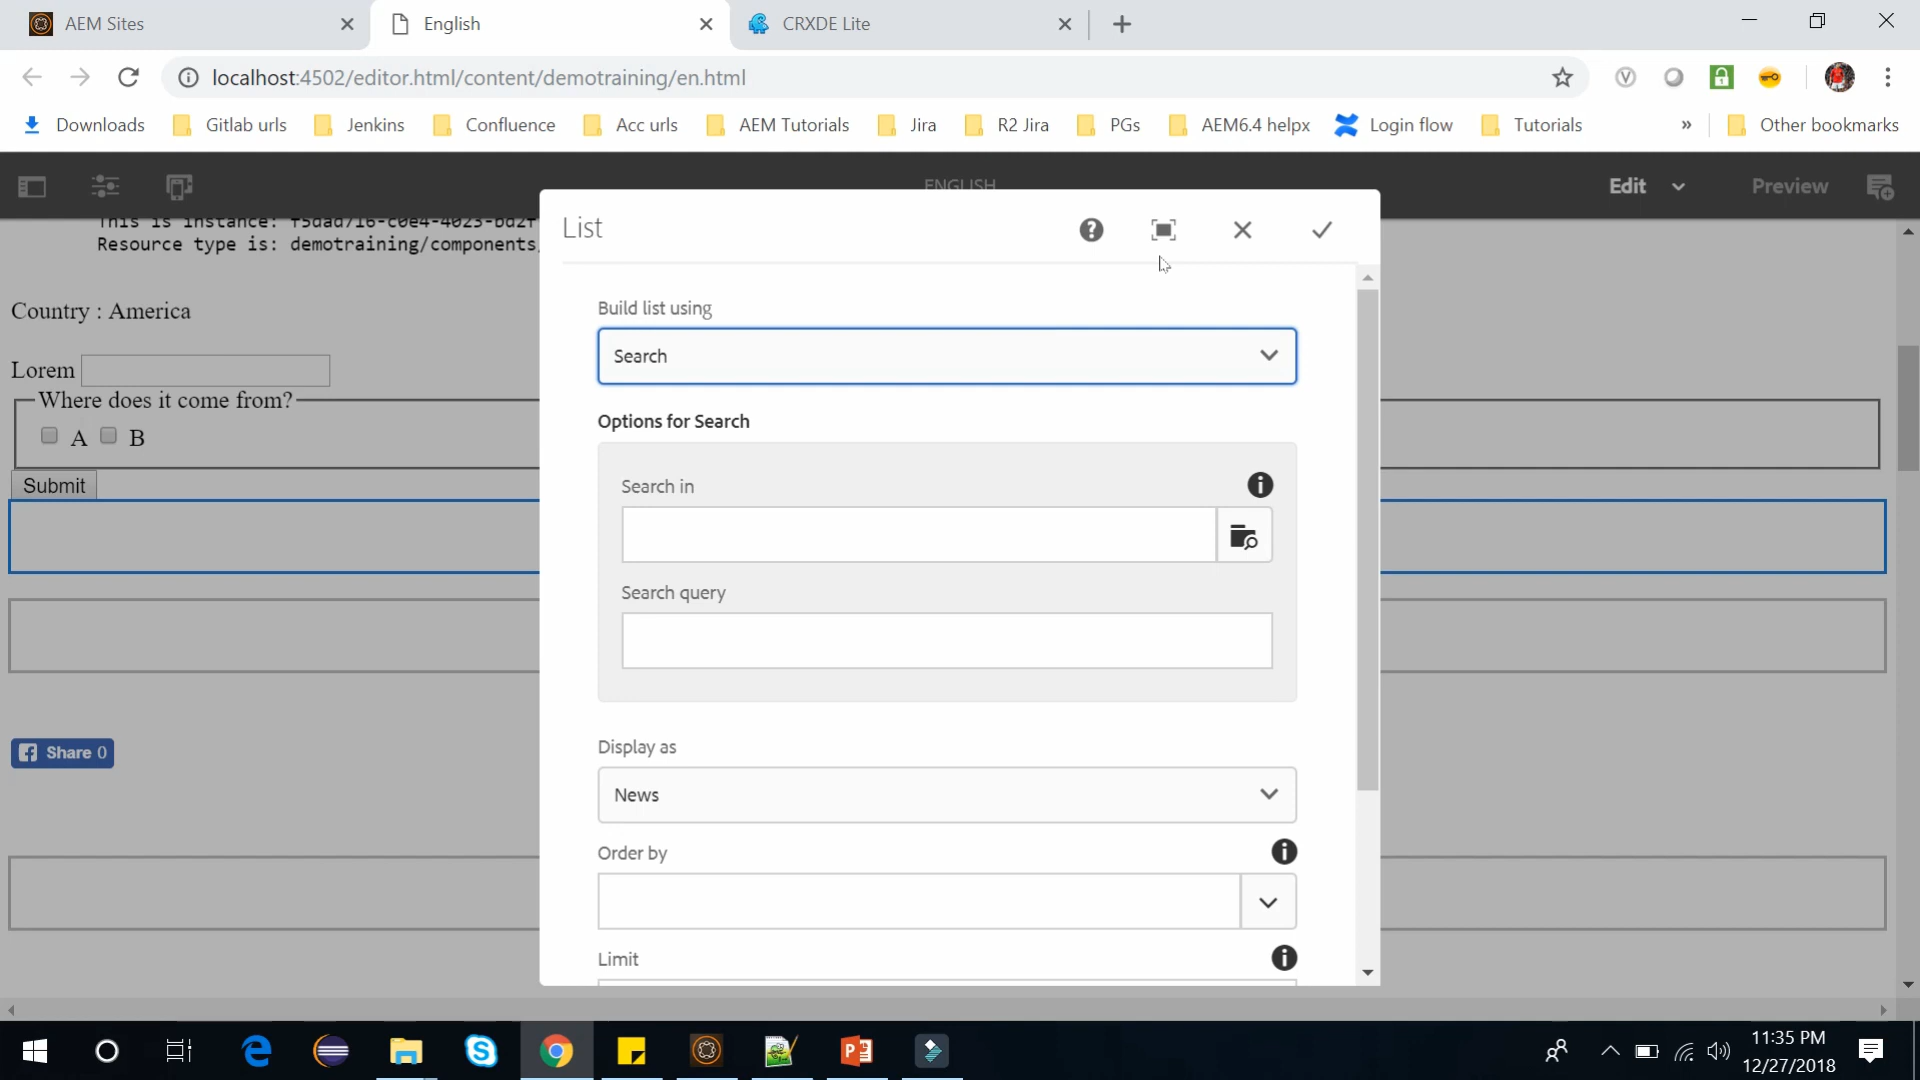 AEM Sites
English
CRXDE Lite
localhost:4502/editor.html/content/demotraining/en.html
Downloads
Gitlab urls
Jenkins
Confluence
Acc urls
AEM Tutorials
Jira
R2 Jira
PGs
AEM6.4 helpx
Login flow
Tutorials
»
Other bookmarks
ENGLISH
Edit
Preview
This is instance:
Resource type is: demotraining/components
Country : America
Lorem
Where does it come from?
A
B
Submit
Share 0
List
Build list using
Search
Options for Search
Search in
Search query
Display as
News
Order by
Limit
11:35 PM
12/27/2018